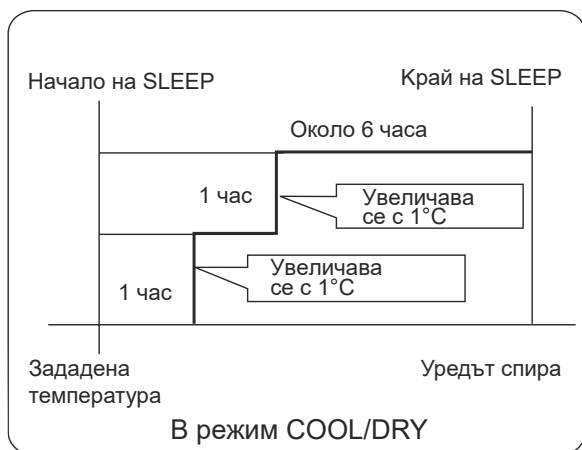 Начало на SLEEP
Край на SLEEP
Около 6 часа
1 час
Увеличава
се с 1°C
1 час
Увеличава
се с 1°C
Зададена
температура
Уредът спира
В режим COOL/DRY